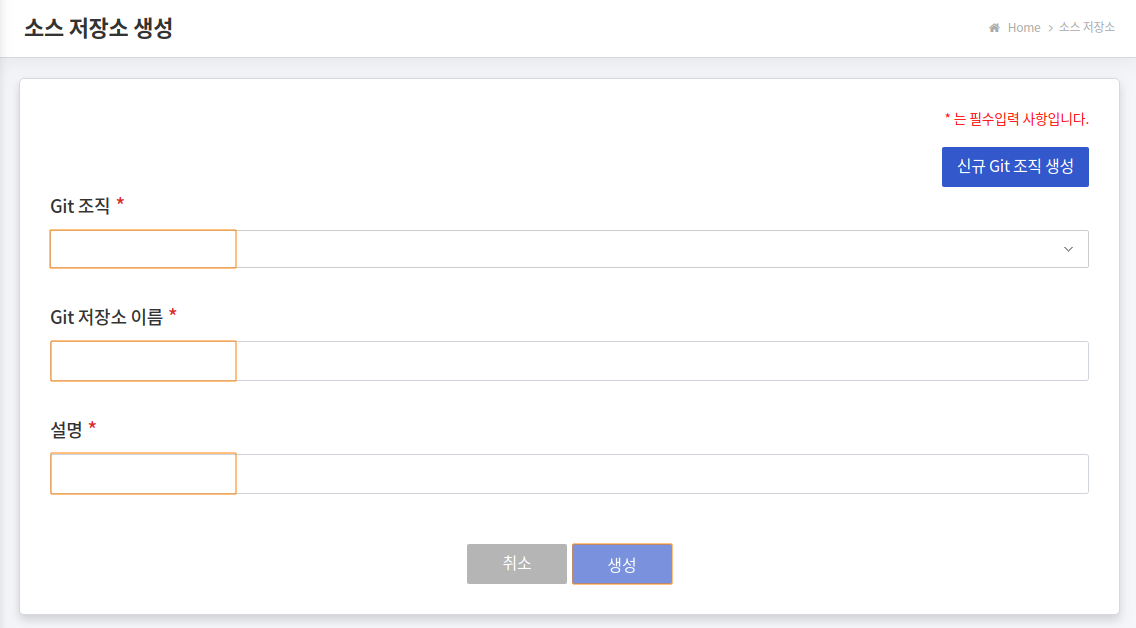 소스 저장소 생성
Home > 소스 저장소
* 는 필수입력 사항입니다.
신규 Git 조직 생성
Git 조직 *
Git 저장소 이름 *
설명 *
취소
생성